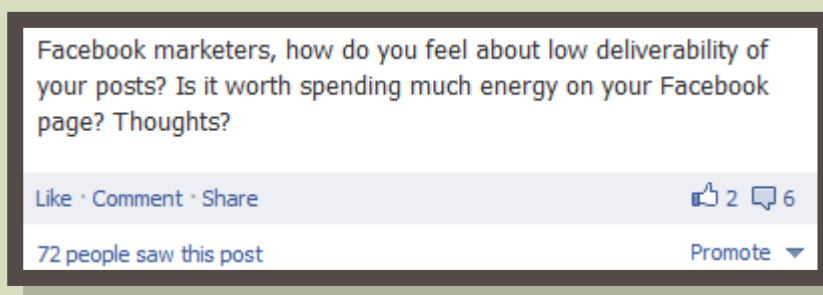 Facebook marketers, how do you feel about low deliverability of
your posts? Is it worth spending much energy on your Facebook
page? Thoughts?
Like · Comment · Share 2 6
72 people saw this post Promote